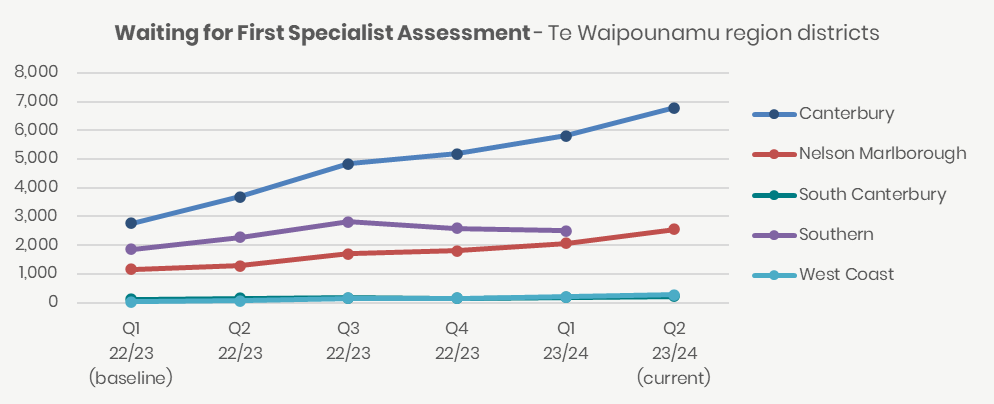 Waiting for First Specialist Assessment - Te Waipounamu region districts
8,000
7,000
6,000
5,000
4,000
3,000
2,000
1,000
0
Canterbury
Nelson Marlborough
South Canterbury
Southern
West Coast
Q1 Q2 Q3 Q4 Q1 Q2
22/23 22/23 22/23 22/23 23/24 23/24
(baseline) (current)